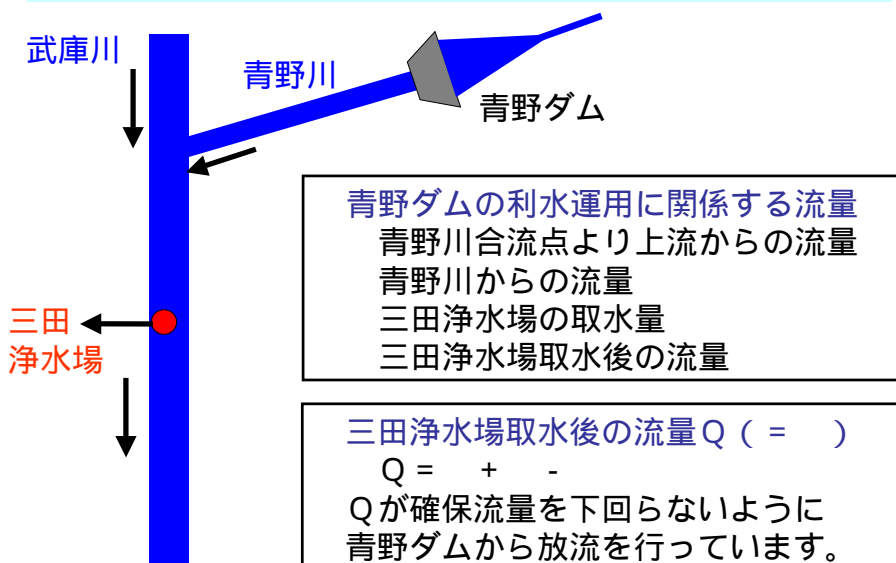 武庫川
青野川
青野ダム
青野ダムの利水運用に関係する流量
青野川合流点より上流からの流量
青野川からの流量
三田浄水場の取水量
三田浄水場取水後の流量
三田
浄水場
三田浄水場取水後の流量Q(=　)
Q=　+　-
Qが確保流量を下回らないように
青野ダムから放流を行っています。